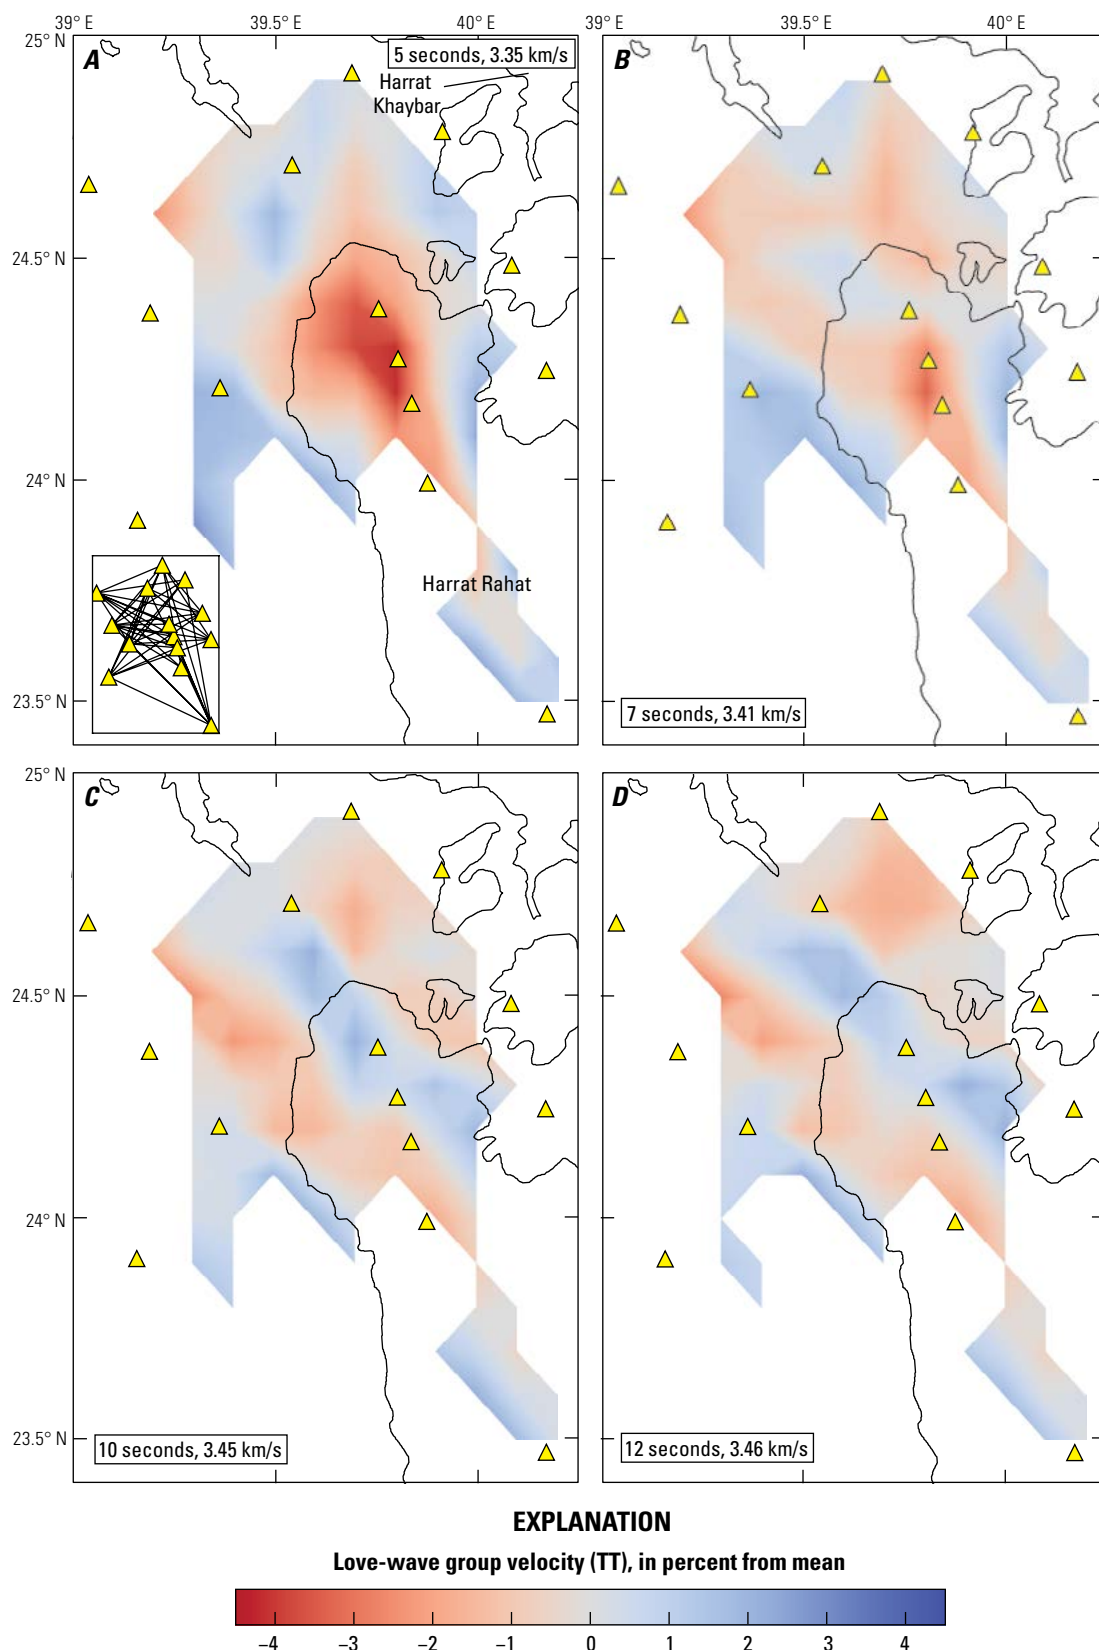 39° E 39.5° E 40° E 39° E 39.5° E 40° E
25° N
A
5 seconds, 3.35 km/s
Harrat
Khaybar
24.5° N
24° N
Harrat Rahat
23.5° N
B
7 seconds, 3.41 km/s
25° N
C
24.5° N
24° N
23.5° N
10 seconds, 3.45 km/s
D
12 seconds, 3.46 km/s
EXPLANATION
Love-wave group velocity (TT), in percent from mean
−4 −3 −2 −1 0 1 2 3 4